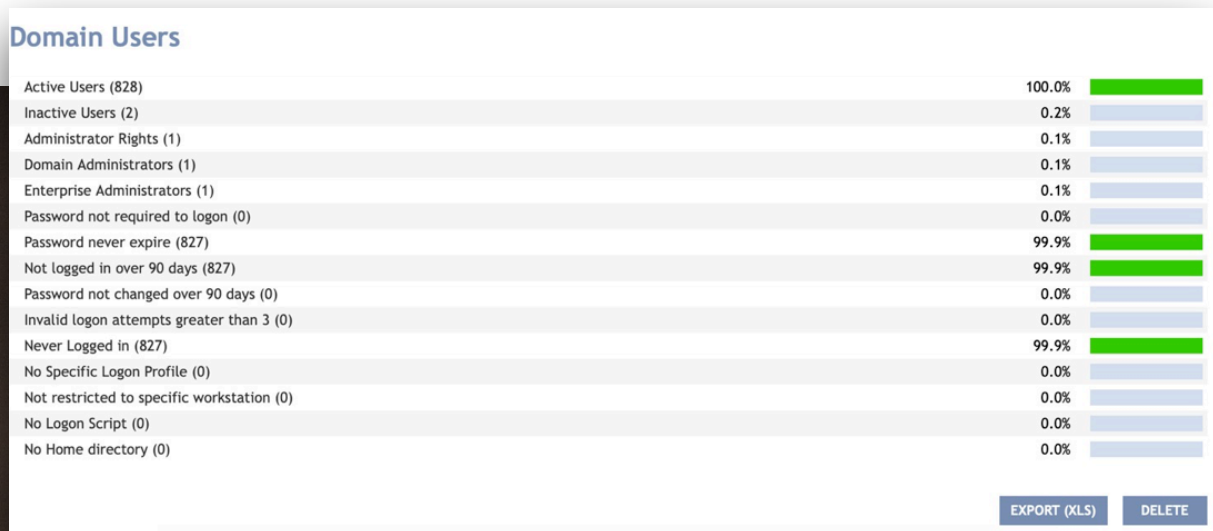 Domain Users
Active Users (828) 100.0%
Inactive Users (2) 0.2%
Administrator Rights (1) 0.1%
Domain Administrators (1) 0.1%
Enterprise Administrators (1) 0.1%
Password not required to logon (0) 0.0%
Password never expire (827) 99.9%
Not logged in over 90 days (827) 99.9%
Password not changed over 90 days (0) 0.0%
Invalid logon attempts greater than 3 (0) 0.0%
Never Logged in (827) 99.9%
No Specific Logon Profile (0) 0.0%
Not restricted to specific workstation (0) 0.0%
No Logon Script (0) 0.0%
No Home directory (0) 0.0%
EXPORT (XLS) DELETE